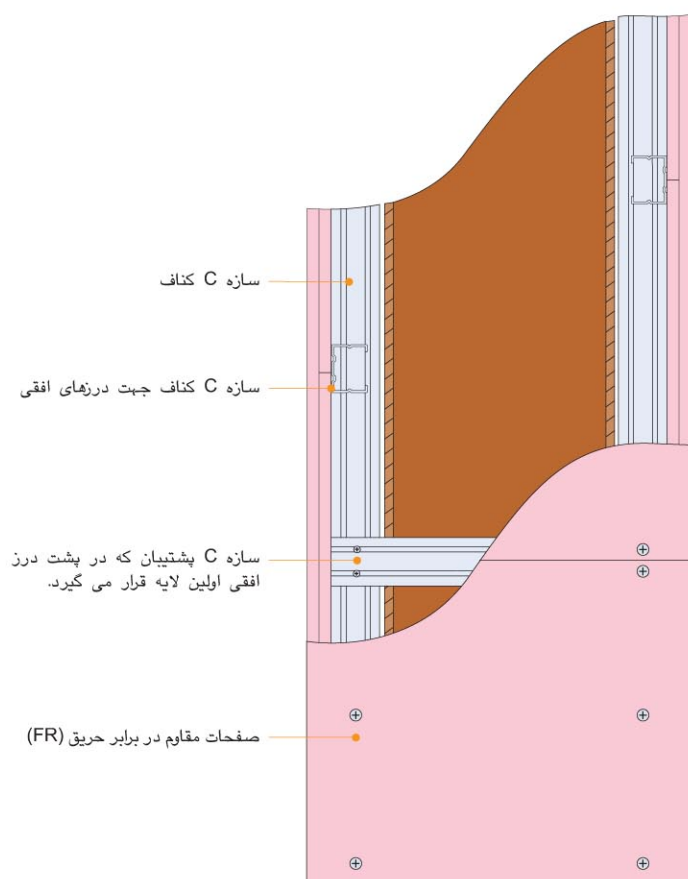 سازه C کناف
سازه C کناف جهت درزهای افقی
سازه C پشتیبان که در پشت درز
افقی اولین لایه قرار می گیرد.
صفحات مقاوم در برابر حریق (FR)